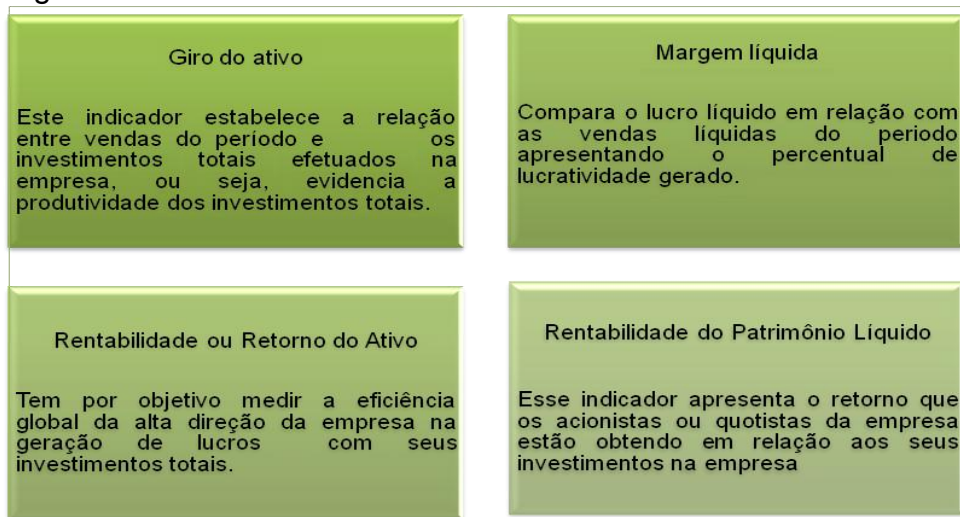 Giro do ativo
Este indicador estabelece a relação
entre vendas do período e os
investimentos totais efetuados na
empresa, ou seja, evidencia a
produtividade dos investimentos totais.
Margem líquida
Compara o lucro líquido em relação com
as vendas líquidas do periodo
apresentando o percentual de
lucratividade gerado.
Rentabilidade ou Retorno do Ativo
Tem por objetivo medir a eficiência
global da alta direção da empresa na
geração de lucros com seus
investimentos totais.
Rentabilidade do Patrimônio Líquido
Esse indicador apresenta o retorno que
os acionistas ou quotistas da empresa
estão obtendo em relação aos seus
investimentos na empresa